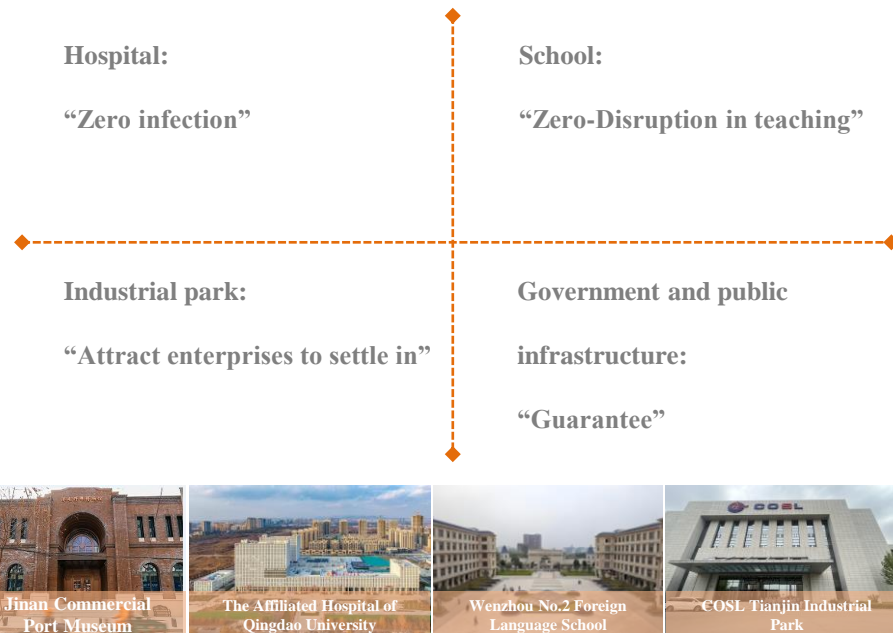 Hospital:
“Zero infection”
School:
“Zero-Disruption in teaching”
Industrial park:
“Attract enterprises to settle in”
Government and public
infrastructure:
“Guarantee”
Jinan Commercial
Port Museum
The Affiliated Hospital of
Qingdao University
Wenzhou No.2 Foreign
Language School
COSL
COSL Tianjin Industrial
Park